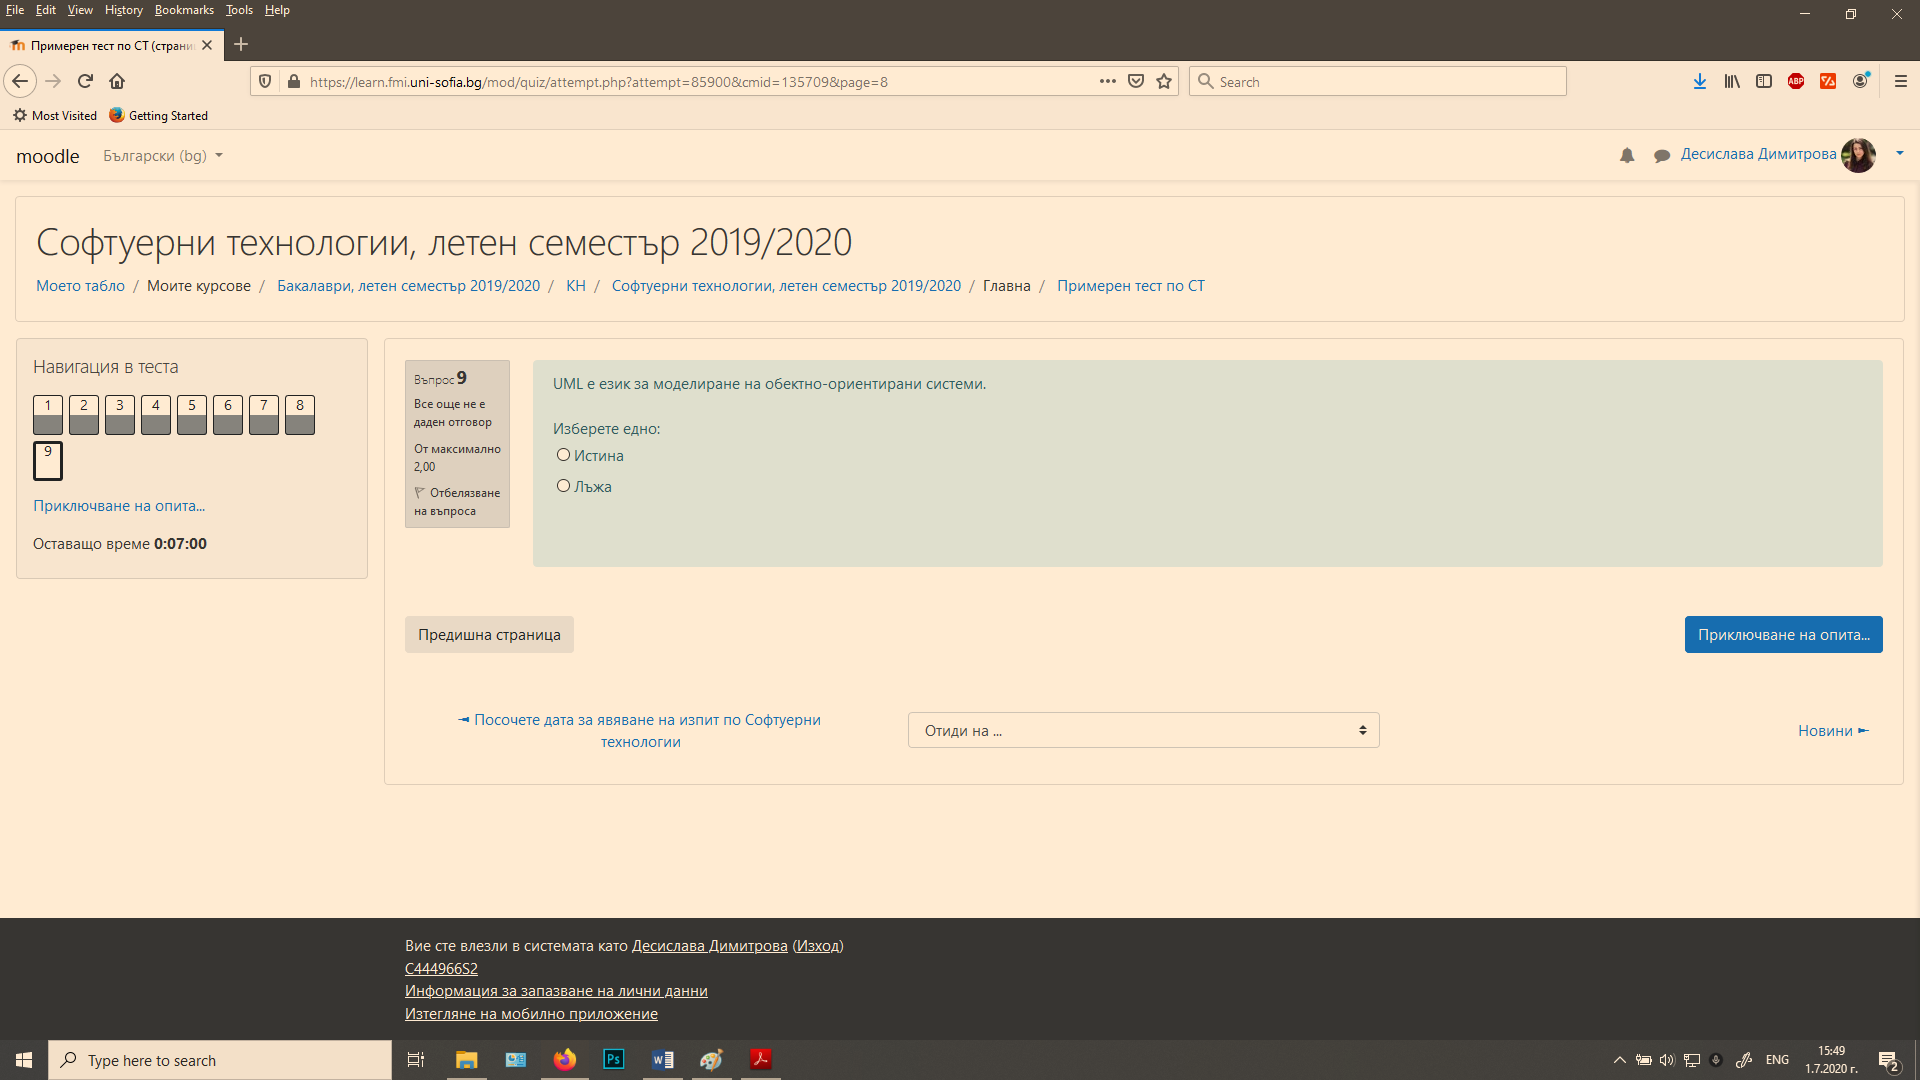 File Edit View History Bookmarks Tools Help
Примерен тест по СТ (страни
https://learn.fmi.uni-sofia.bg/mod/quiz/attempt.php?attempt=85900&cmid=135709&page=8
Search
ABP
Most Visited Getting Started
moodle Български (bg)
Десислава Димитрова
Софтуерни технологии, летен семестър 2019/2020
Моето табло / Моите курсове / Бакалаври, летен семестър 2019/2020 / КН / Софтуерни технологии, летен семестър 2019/2020 / Главна / Примерен тест по СТ
Навигация в теста
1 2 3 4 5 6 7 8
9
Приключване на опита...
Оставащо време 0:07:00
Въпрос 9
Все още не е
даден отговор
От максимално
2,00
Отбелязване
на въпроса
UML е език за моделиране на обектно-ориентирани системи.
Изберете едно:
Истина
Лъжа
Предишна страница
Приключване на опита...
◄ Посочете дата за явяване на изпит по Софтуерни
технологии
Отиди на ...
Новини ►
Вие сте влезли в системата като Десислава Димитрова (Изход)
C444966S2
Информация за запазване на лични данни
Изтегляне на мобилно приложение
Type here to search
Ps
ENG
15:49
1.7.2020 г.
2